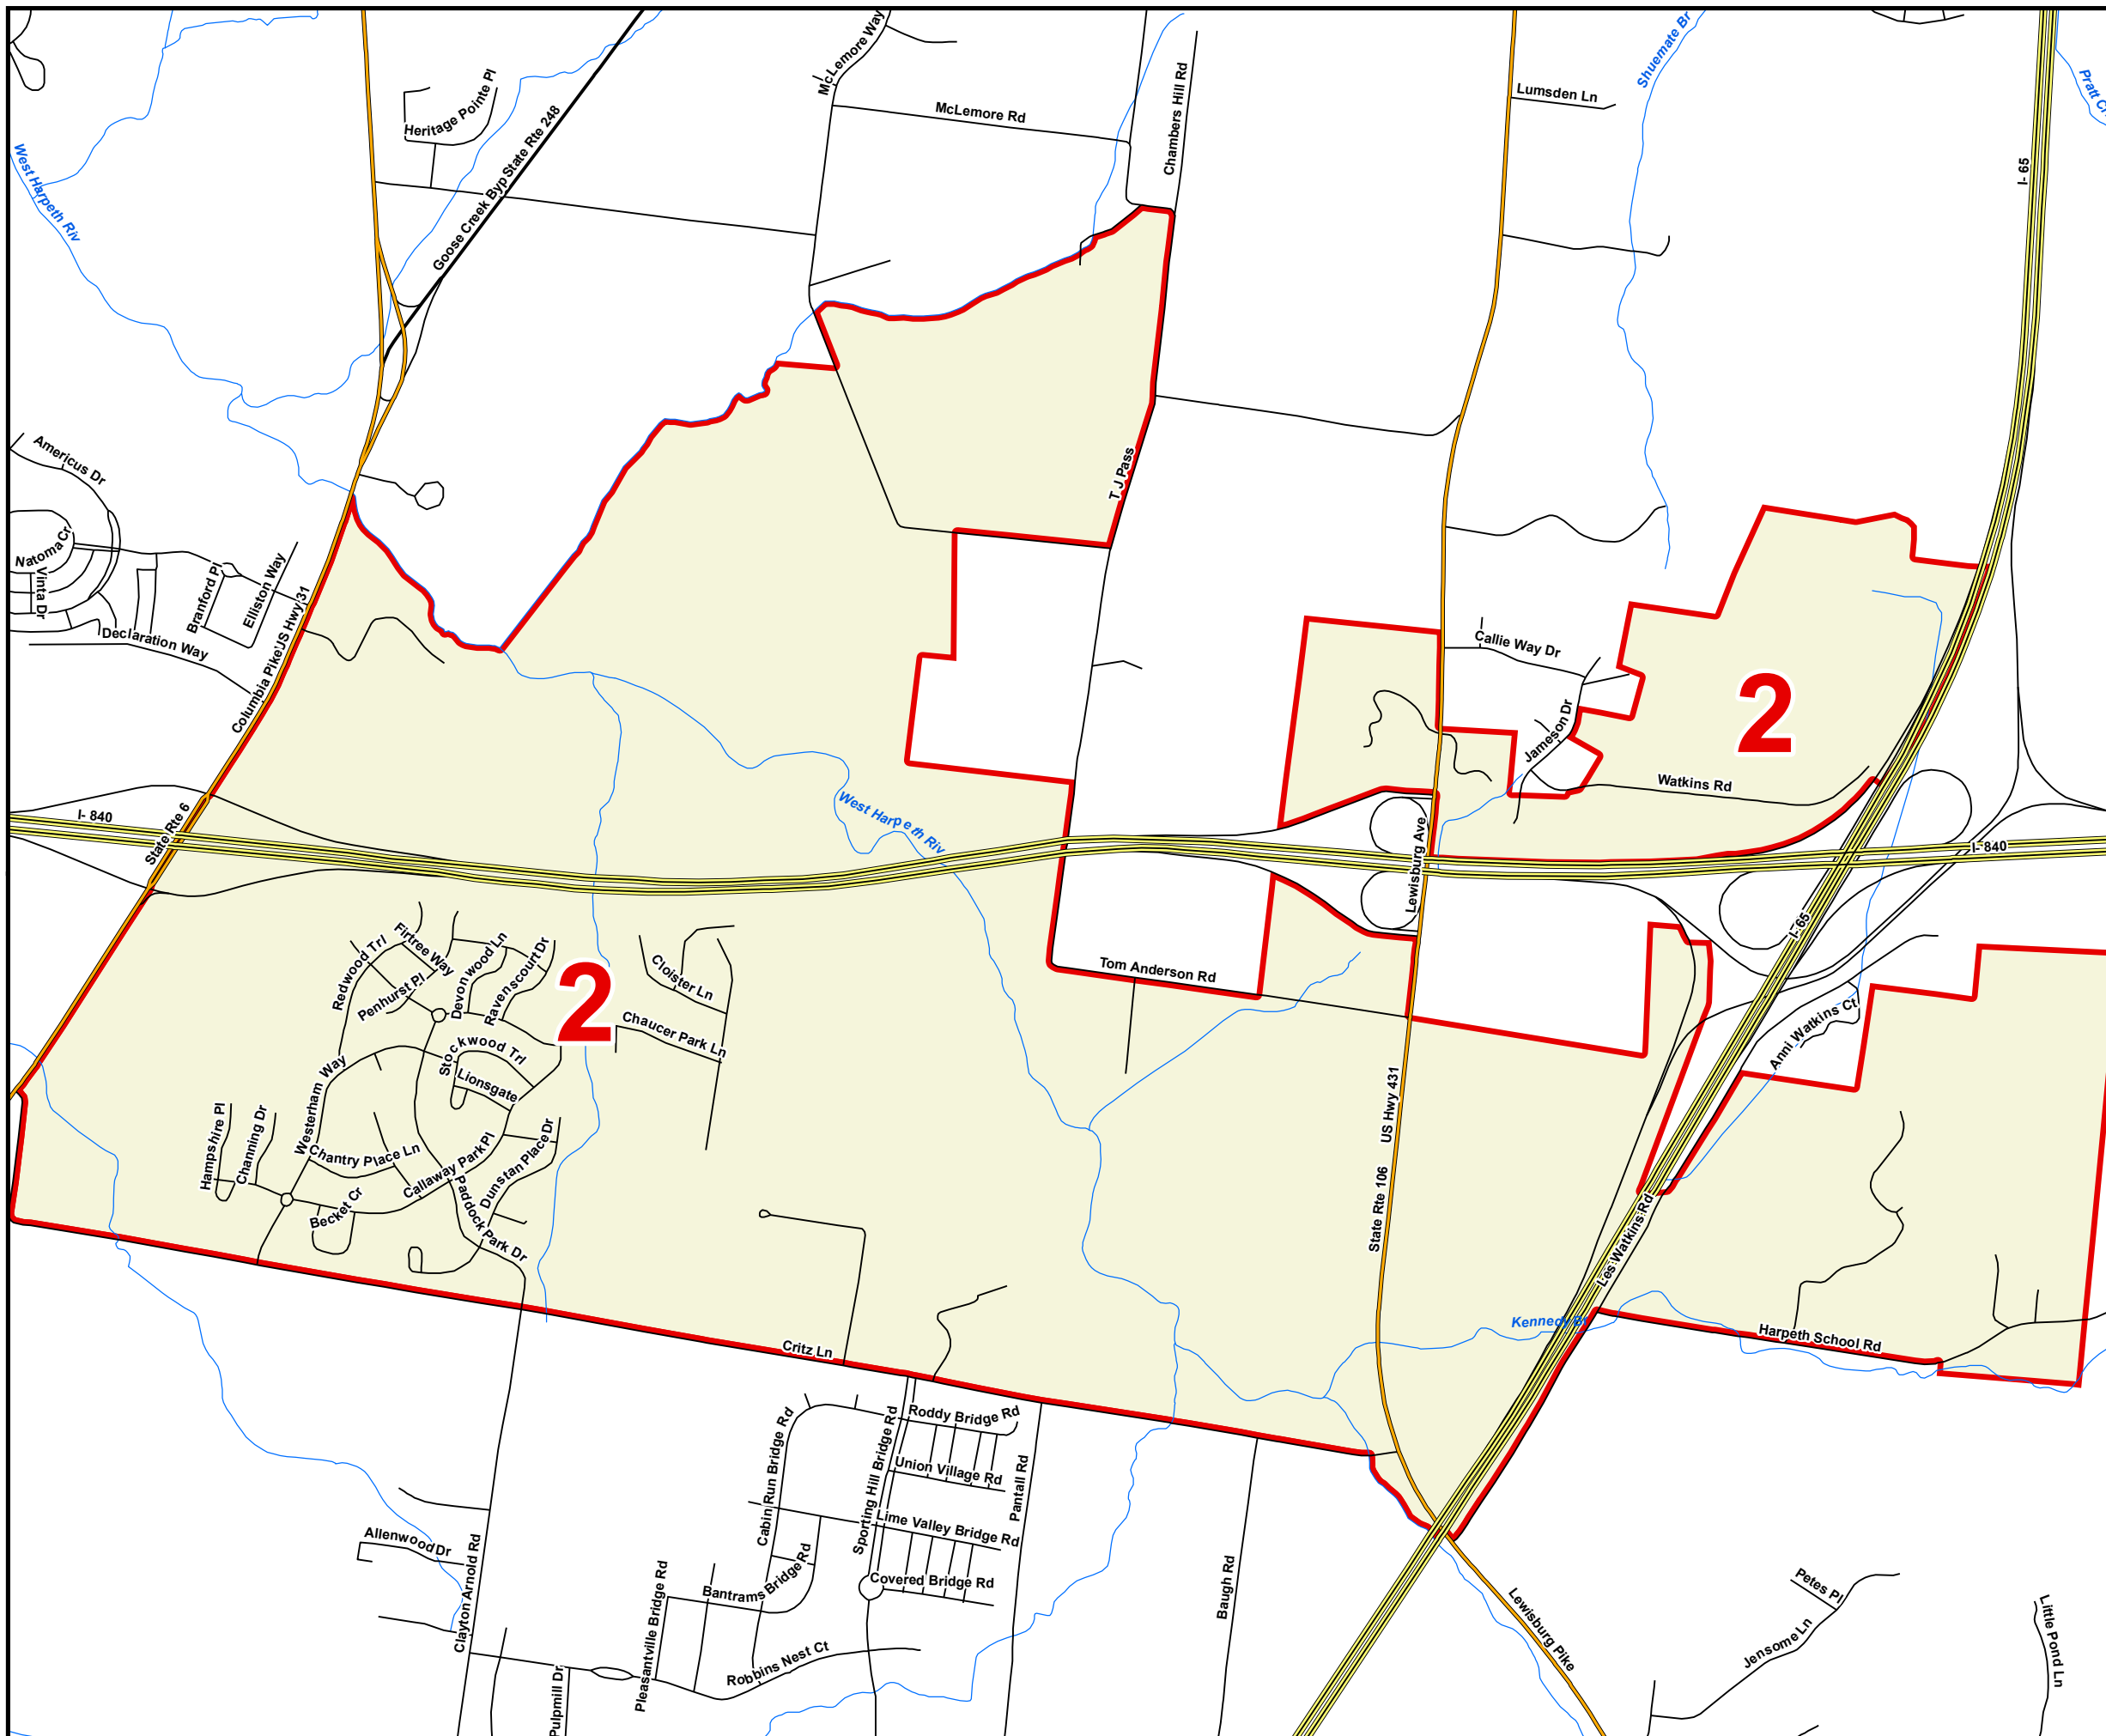 McLemore Way
Shuemate Br
Heritage Pointe Pl
Lumsden Ln
Chambers Hill Rd
McLemore Rd
State Rte 248
Goose Creek Byp
I- 65
West Harpeth Riv
Americus Dr
T J Pass
Natoma Cr
Vinta Dr
Branford Pl
Elliston Way
Declaration Way
US Hwy 31
Columbia Pike
Callie Way Dr
Jameson Dr
2
Watkins Rd
I- 840
State Rte 6
West Harpeth Riv
Lewisburg Ave
I- 840
I- 65
Redwood Trl
Firtree Way
Devonwood Ln
Ravenscourt Dr
Penhurst Pl
2
Cloister Ln
Chaucer Park Ln
Tom Anderson Rd
Anni Watkins Ct
Stockwood Trl
Lionsgate
Westerham Way
Hampshire Pl
Channing Dr
Chantry Place Ln
Callaway Park Pl
Dunstan Place Dr
Becket Cr
Paddock Park Dr
US Hwy 431
State Rte 106
Les Watkins Rd
Kennedy Br
Harpeth School Rd
Critz Ln
Roddy Bridge Rd
Cabin Run Bridge Rd
Sporting Hill Bridge Rd
Union Village Rd
Pantall Rd
Lime Valley Bridge Rd
Allenwood Dr
Clayton Arnold Rd
Bantrams Bridge Rd
Covered Bridge Rd
Pleasantville Bridge Rd
Baugh Rd
Robbins Nest Ct
Pulpmill Dr
Lewisburg Pike
Petes Pl
Jensome Ln
Little Pond Ln